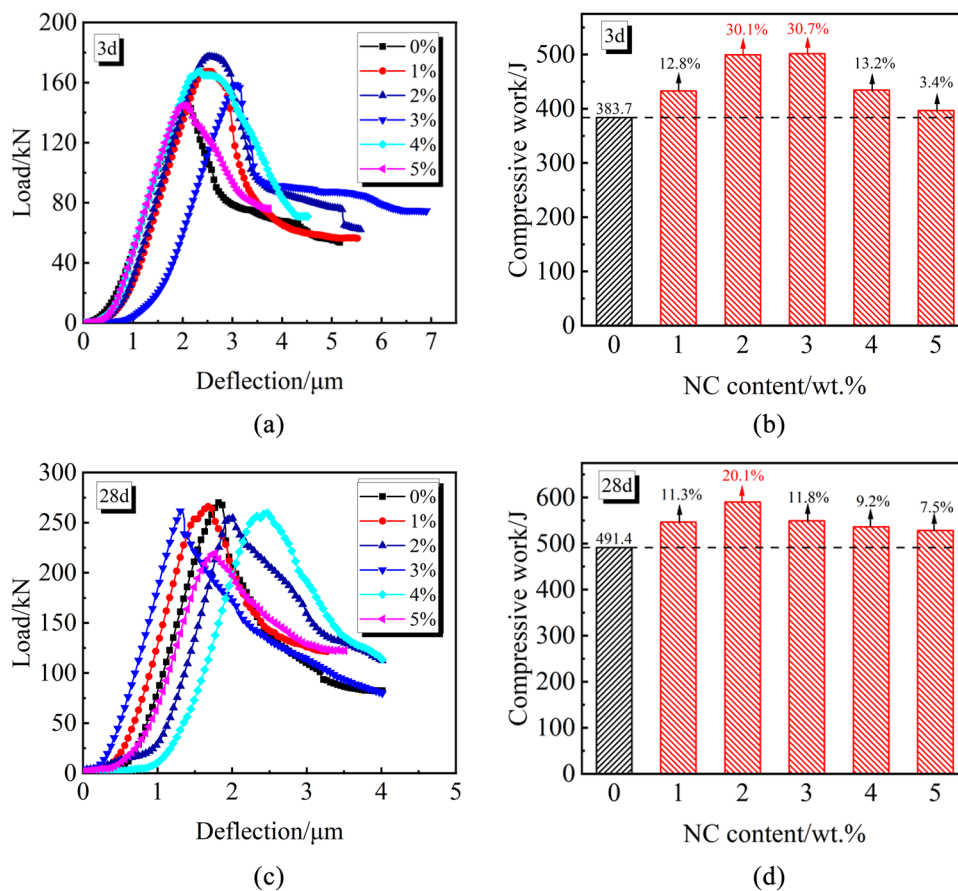 200
160
120
80
40
0
Load/kN
3d
0%
1%
2%
3%
4%
5%
0 1 2 3 4 5 6 7
Deflection/μm
(a)
500
400
300
200
100
0
Compressive work/J
3d
383.7
12.8%
30.1%
30.7%
13.2%
3.4%
0 1 2 3 4 5
NC content/wt.%
(b)
300
250
200
150
100
50
0
Load/kN
28d
0%
1%
2%
3%
4%
5%
0 1 2 3 4 5
Deflection/μm
(c)
600
500
400
300
200
100
0
Compressive work/J
28d
491.4
11.3%
20.1%
11.8%
9.2%
7.5%
0 1 2 3 4 5
NC content/wt.%
(d)